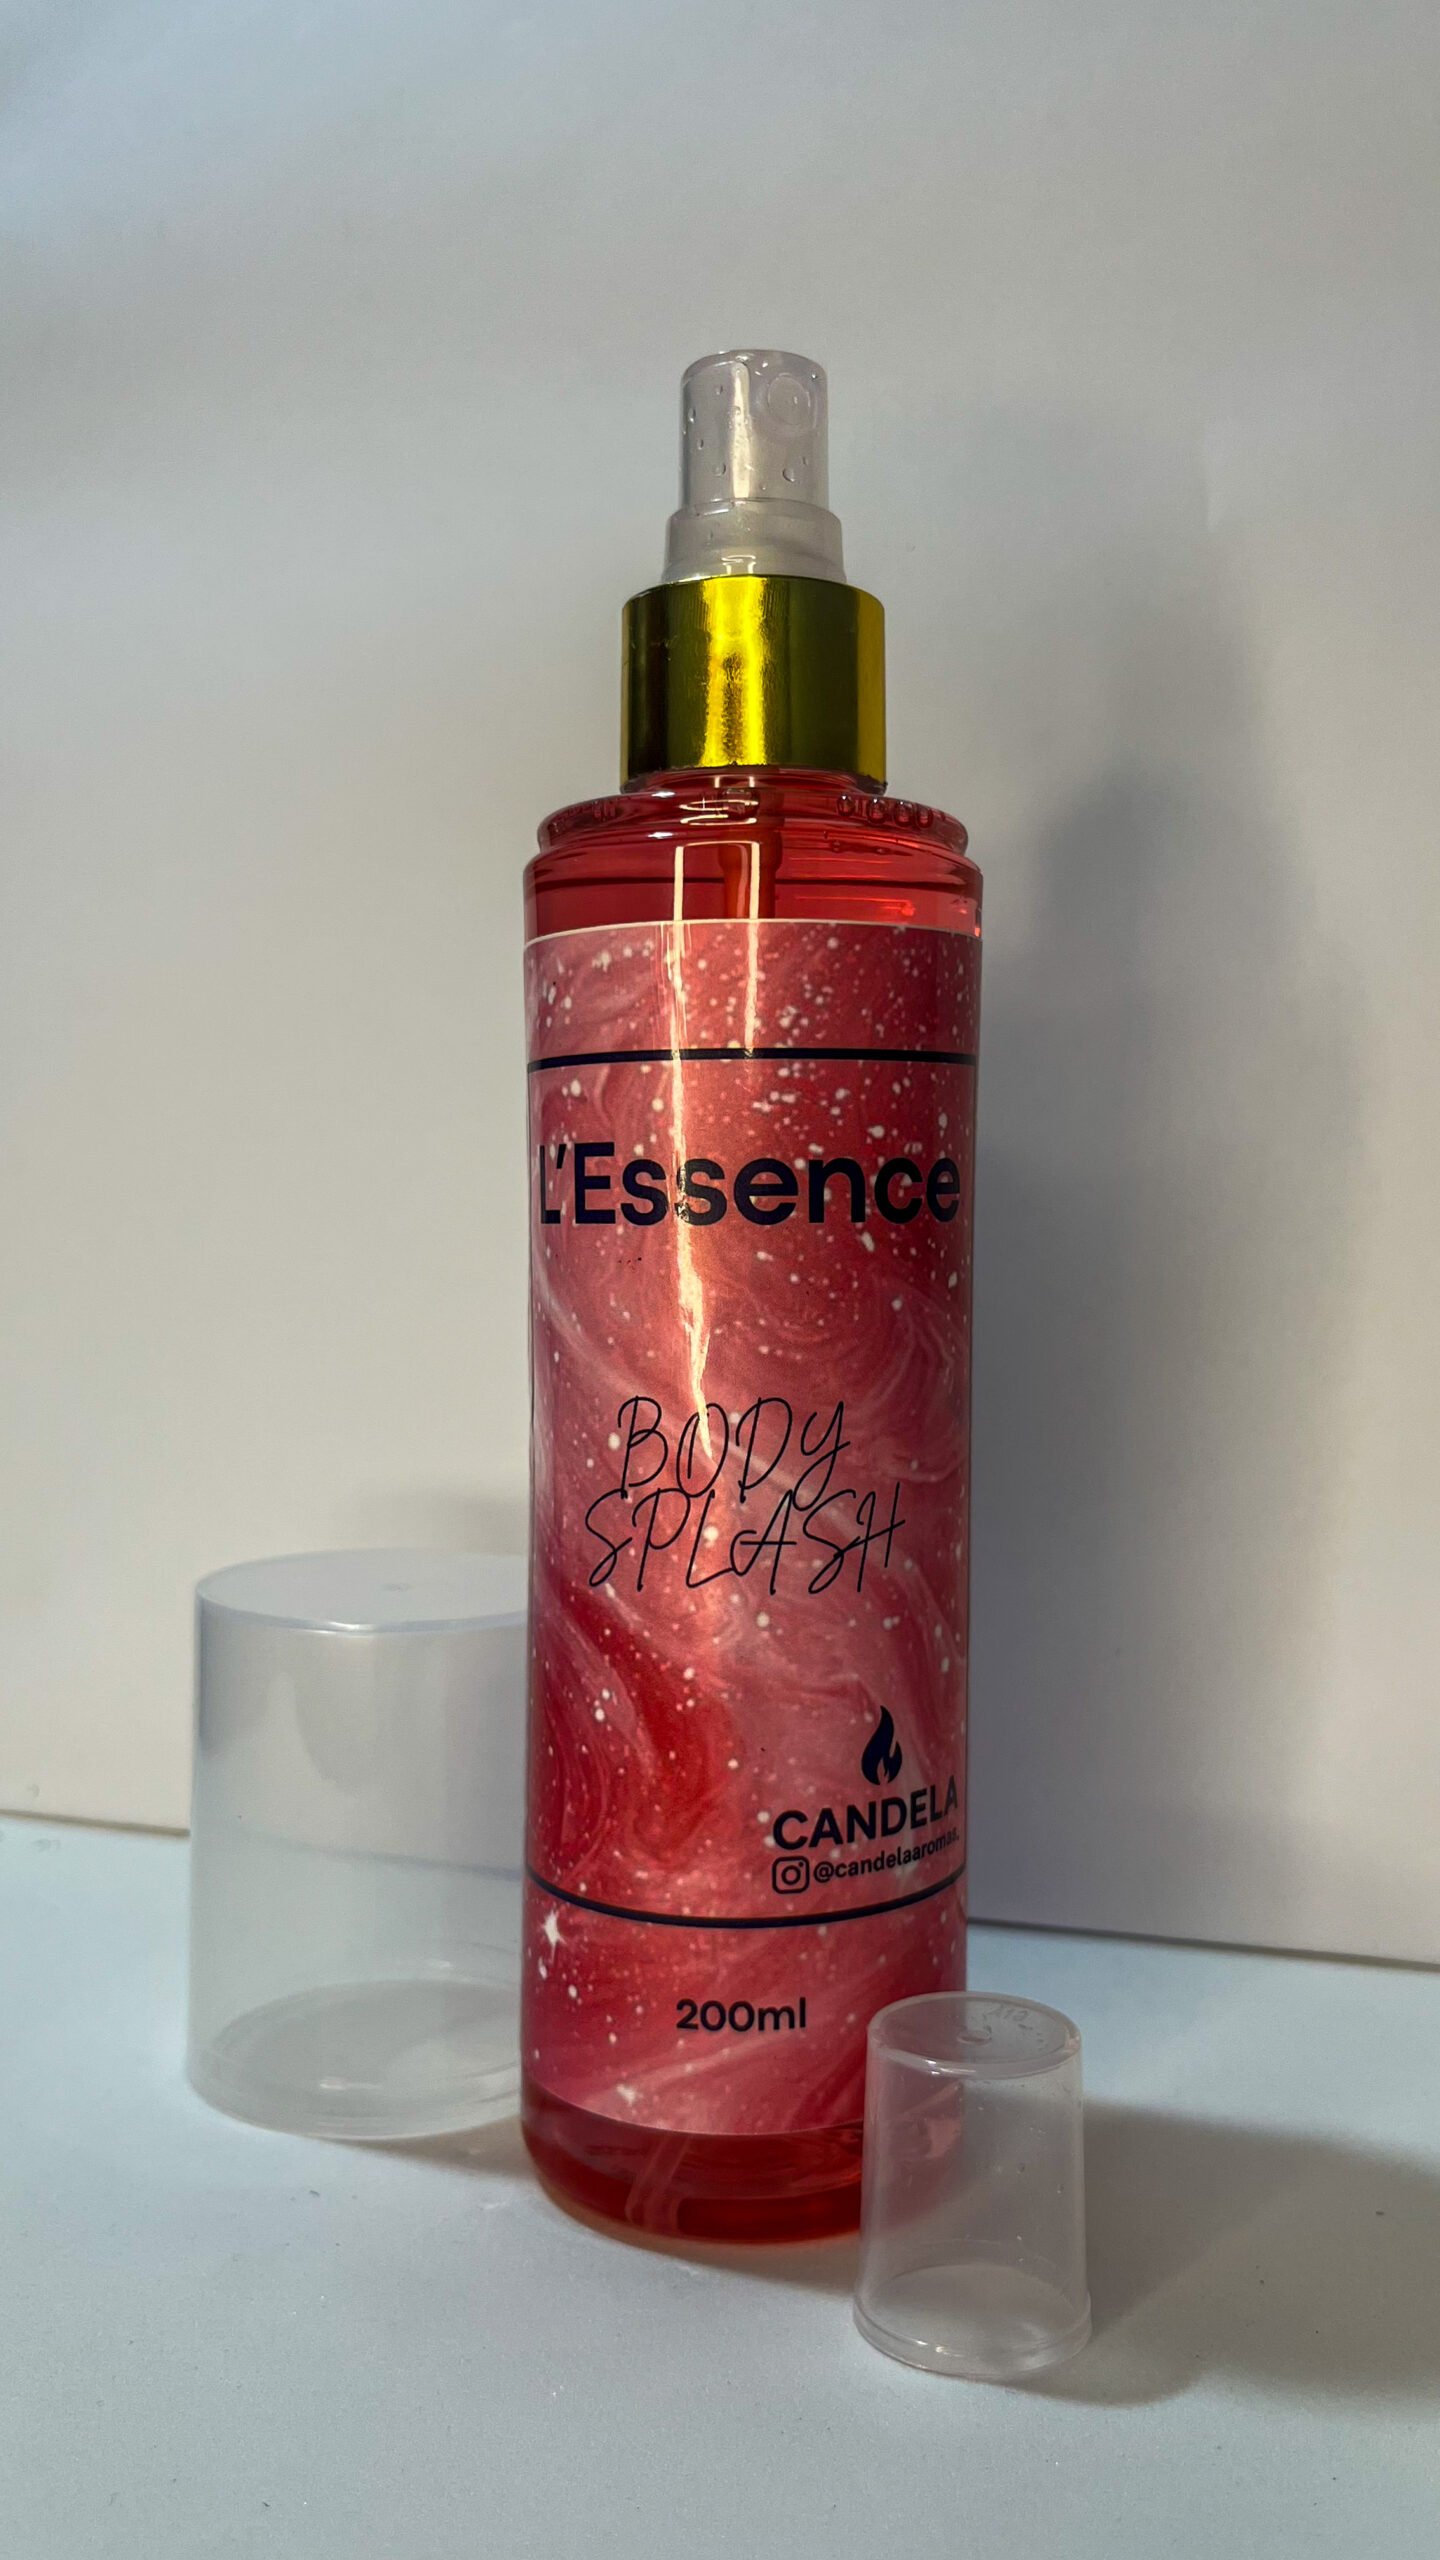 L'Essence
BODY
SPLASH
CANDELA
@candelaaromas.
200ml